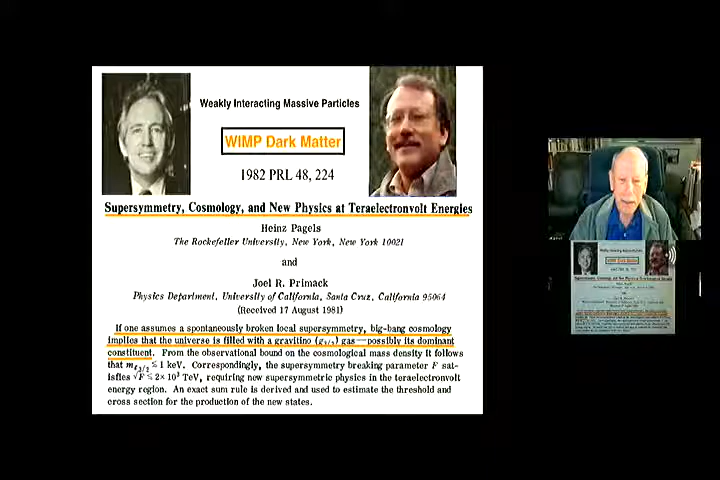 Weakly Interacting Massive Particles
WIMP Dark Matter
1982 PRL 48, 224
Supersymmetry, Cosmology, and New Physics at Teraelectronvolt Energies
Heinz Pagels
The Rockefeller University, New York, New York 10021
and
Joel R. Primack
Physics Department, University of California, Santa Cruz, California 95064
(Received 17 August 1981)
If one assumes a spontaneously broken local supersymmetry, big-bang cosmology
implies that the universe is filled with a gravitino (g₃/₂) gas—possibly its dominant
constituent. From the observational bound on the cosmological mass density it follows
that m_g₃/₂ ≲ 1 keV. Correspondingly, the supersymmetry breaking parameter F sat-
isfies √F ≲ 2×10³ TeV, requiring new supersymmetric physics in the teraelectronvolt
energy region. An exact sum rule is derived and used to estimate the threshold and
cross section for the production of the new states.